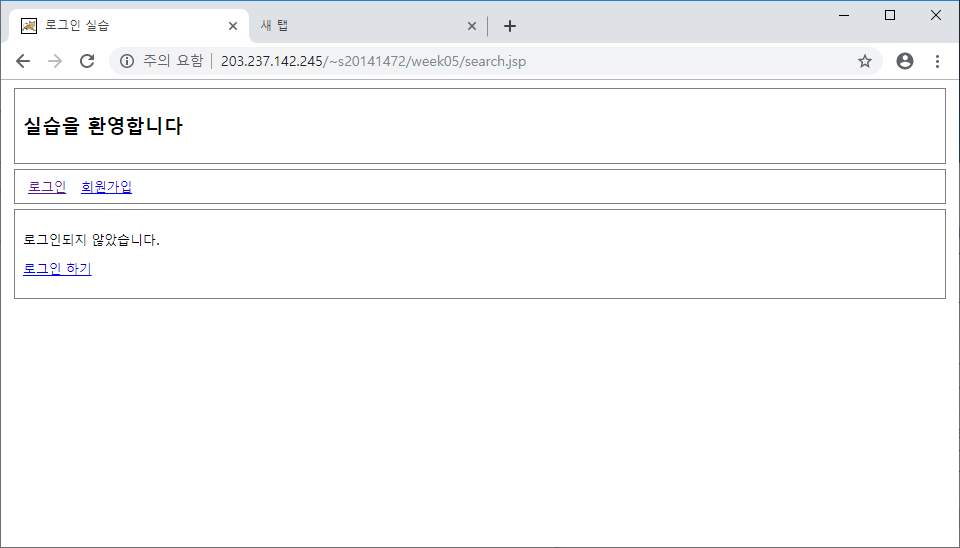 로그인 실습
새 탭
주의 요함 | 203.237.142.245/~s20141472/week05/search.jsp
실습을 환영합니다
로그인 회원가입
로그인되지 않았습니다.
로그인 하기